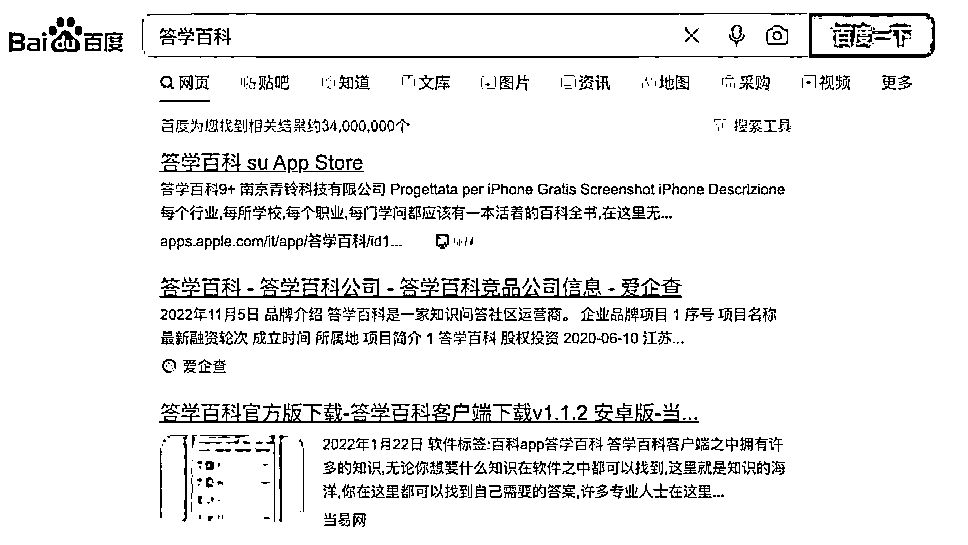 Bai du 百度
答学百科
百度一下
网页 贴吧 知道 文库 图片 资讯 地图 采购 视频 更多
百度为您找到相关结果约34,000,000个
搜索工具
答学百科 su App Store
答学百科9+ 南京青铃科技有限公司 Progettata per iPhone Gratis Screenshot iPhone Descrizione
每个行业,每所学校,每个职业,每门学问都应该有一本活着的百科全书,在这里无...
apps.apple.com/it/app/答学百科/id1...
答学百科 - 答学百科公司 - 答学百科竞品公司信息 - 爱企查
2022年11月5日 品牌介绍 答学百科是一家知识问答社区运营商。 企业品牌项目 1 序号 项目名称
最新融资轮次 成立时间 所属地 项目简介 1 答学百科 股权投资 2020-06-10 江苏...
爱企查
答学百科官方版下载-答学百科客户端下载v1.1.2 安卓版-当...
2022年1月22日 软件标签:百科app答学百科 答学百科客户端之中拥有许
多的知识,无论你想要什么知识在软件之中都可以找到,这里就是知识的海
洋,你在这里都可以找到自己需要的答案,许多专业人士在这里...
当易网